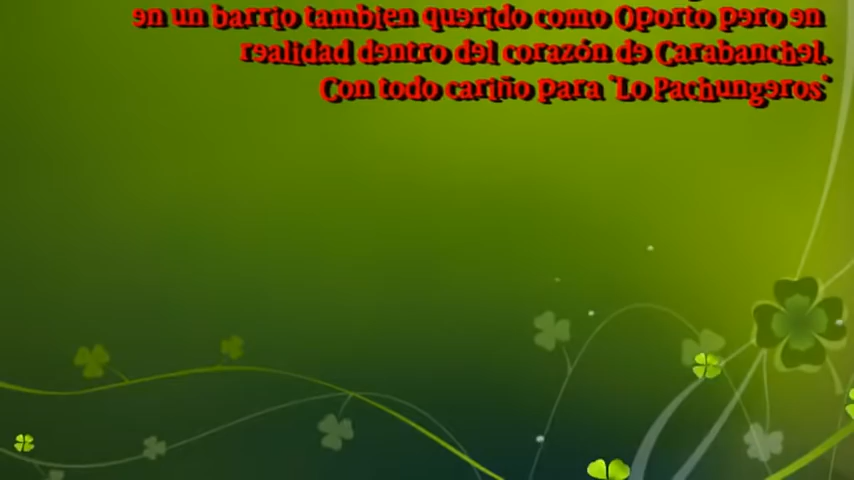 en un barrio tambien querido como Oporto pero en
realidad dentro del corazón de Carabanchel.
Con todo cariño para ¨Lo Pachungeros¨